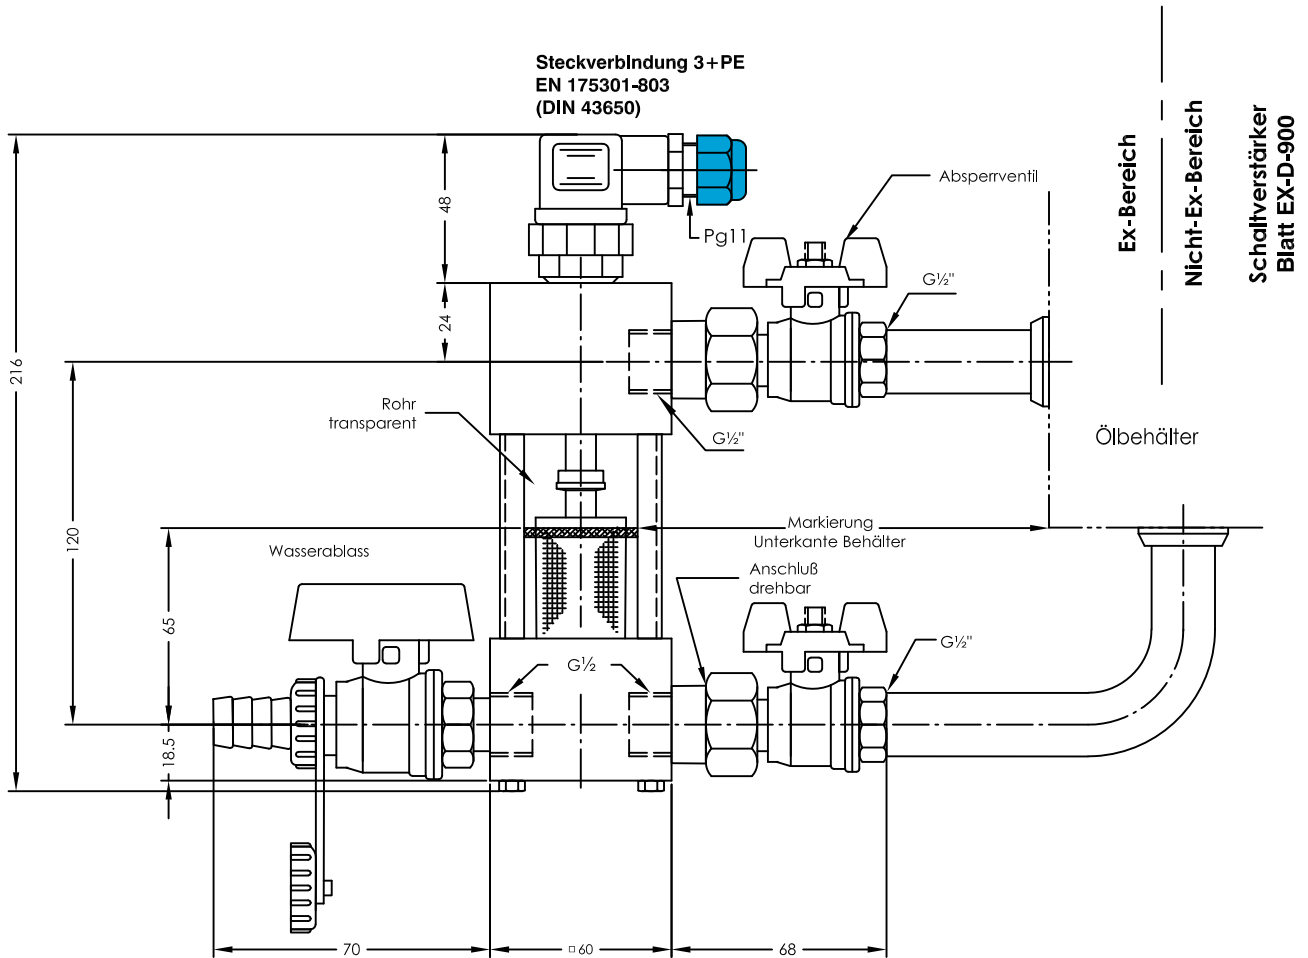 Steckverbindung 3+PE
EN 175301-803
(DIN 43650)
Ex-Bereich
Nicht-Ex-Bereich
Schaltverstärker
Blatt EX-D-900
Absperrventil
48
Pg11
G½"
24
216
Rohr
transparent
G½"
Ölbehälter
120
Markierung
Unterkante Behälter
Wasserablass
Anschluß
drehbar
65
G½
G½"
18.5
70
□60
68